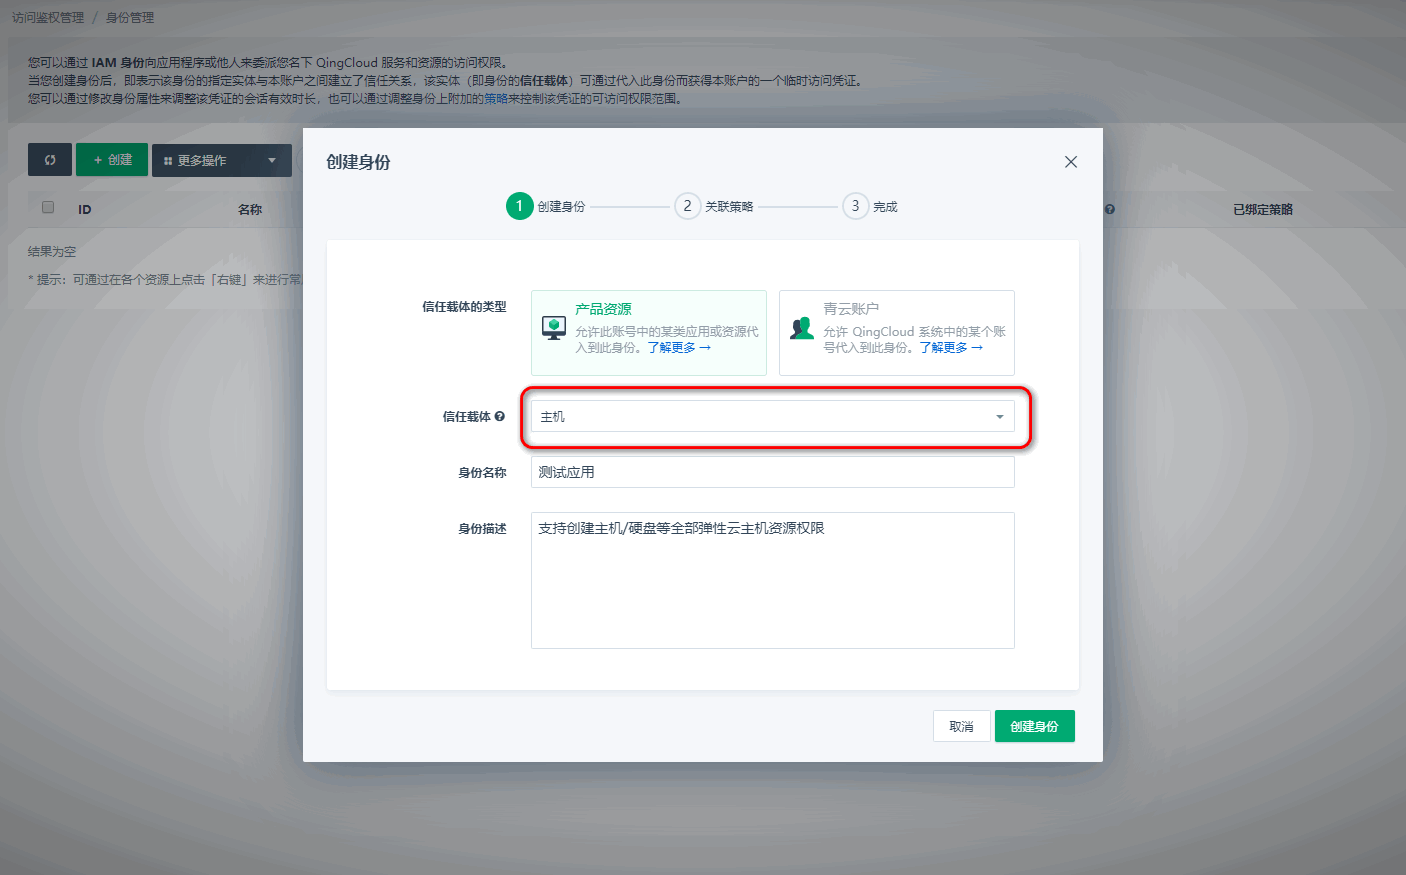 访问鉴权管理 / 身份管理
您可以通过 IAM 身份向应用程序或他人来委派您名下 QingCloud 服务和资源的访问权限。
当您创建身份后，即表示该身份的指定实体与本账户之间建立了信任关系，该实体（即身份的信任载体）可通过代入此身份而获得本账户的一个临时访问凭证。
您可以通过修改身份属性来调整该凭证的会话有效时长，也可以通过调整身份上附加的策略来控制该凭证的可访问权限范围。
+ 创建
更多操作
ID
名称
已绑定策略
结果为空
* 提示：可通过在各个资源上点击「右键」来进行常
创建身份
1 创建身份
2 关联策略
3 完成
信任载体的类型
产品资源
允许此账号中的某类应用或资源代
入到此身份。了解更多 →
青云账户
允许 QingCloud 系统中的某个账
号代入到此身份。了解更多 →
信任载体
主机
身份名称
测试应用
身份描述
支持创建主机/硬盘等全部弹性云主机资源权限
取消
创建身份